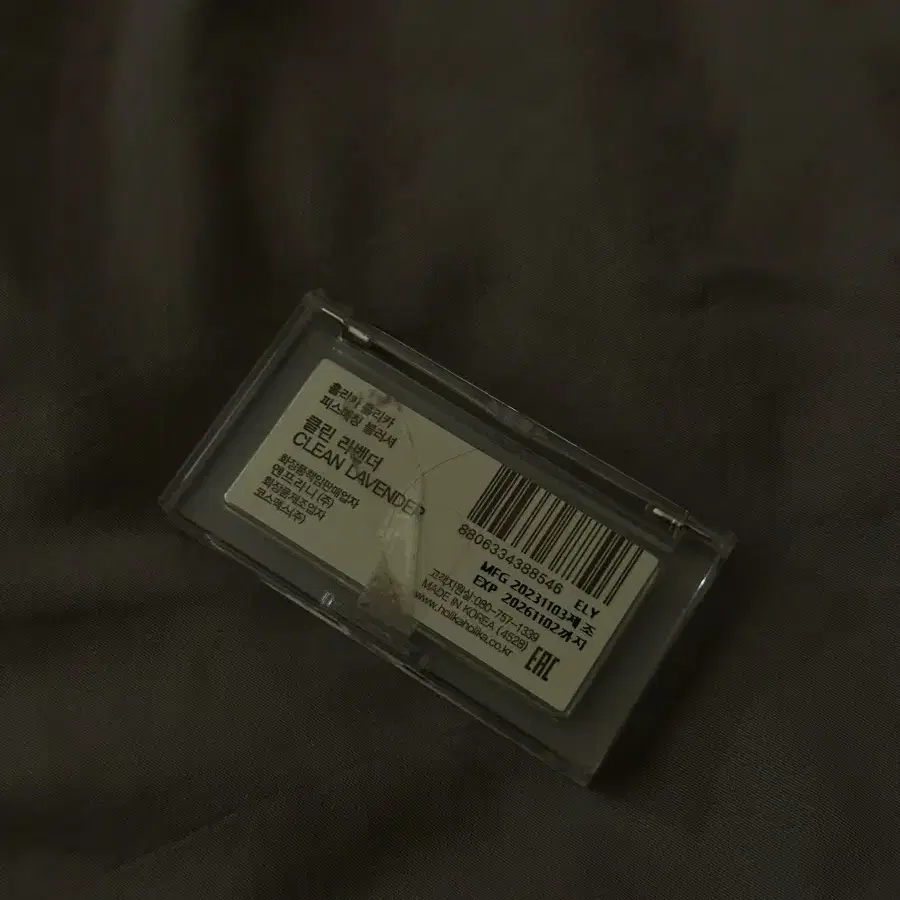 홀리카 홀리카
피스매칭 블러셔
클린 라벤더
CLEAN LAVENDER
화장품책임판매업자
엔프라니(주)
화장품제조업자
코스맥스(주)
8806334388546
ELY
MFG 20231103제조
EXP 20261102까지
고객지원실:080-757-1339
MADE IN KOREA (4528)
www.holikaholika.co.kr
EAC